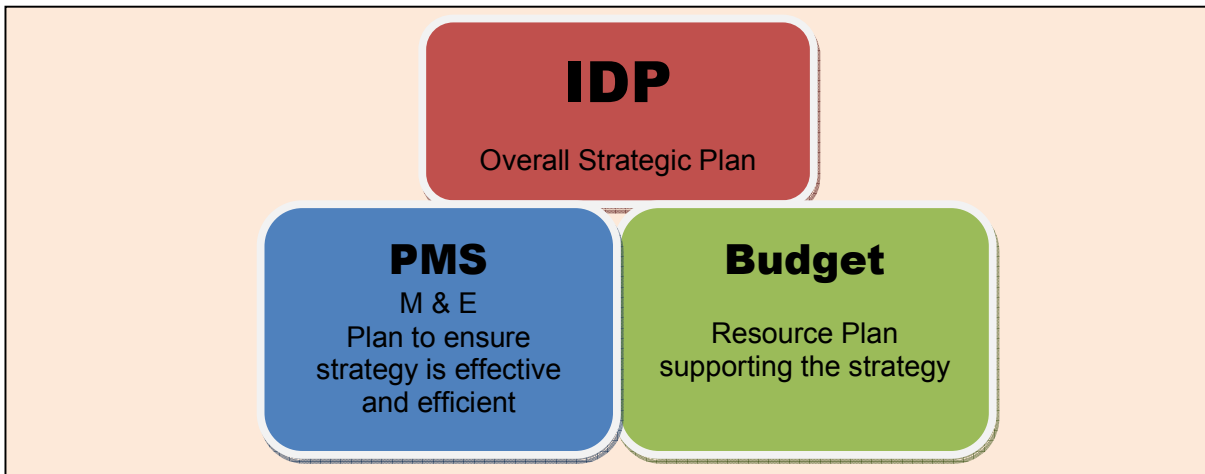 IDP
Overall Strategic Plan
PMS
M & E
Plan to ensure
strategy is effective
and efficient
Budget
Resource Plan
supporting the strategy